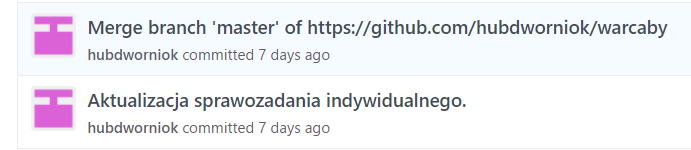 Merge branch 'master' of https://github.com/hubdworniok/warcaby
hubdworniok committed 7 days ago
Aktualizacja sprawozadania indywidualnego.
hubdworniok committed 7 days ago